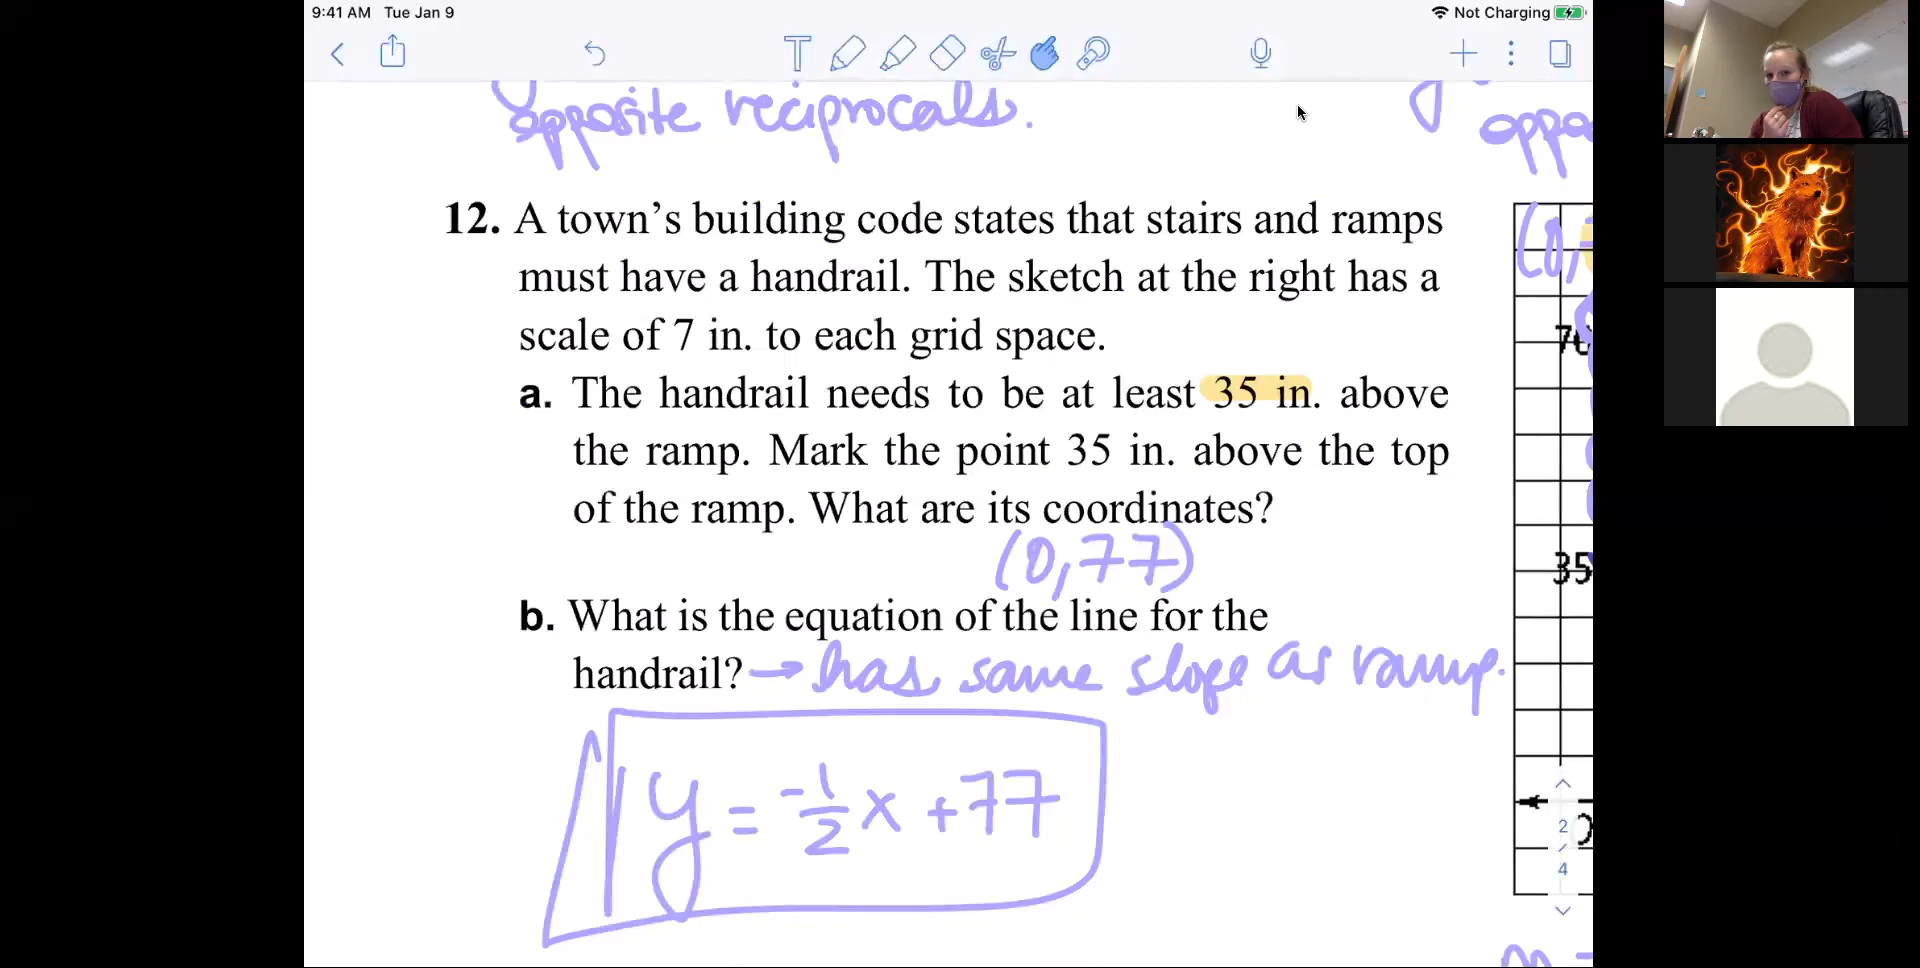 9:41 AM Tue Jan 9
Not Charging
opposite reciprocals.
oppo
12. A town's building code states that stairs and ramps
must have a handrail. The sketch at the right has a
scale of 7 in. to each grid space.
a. The handrail needs to be at least 35 in. above
the ramp. Mark the point 35 in. above the top
of the ramp. What are its coordinates?
(0,77)
b. What is the equation of the line for the
handrail? → has same slope as ramp.
y = -1/2 x + 77
(0,
70
35
0
2
4